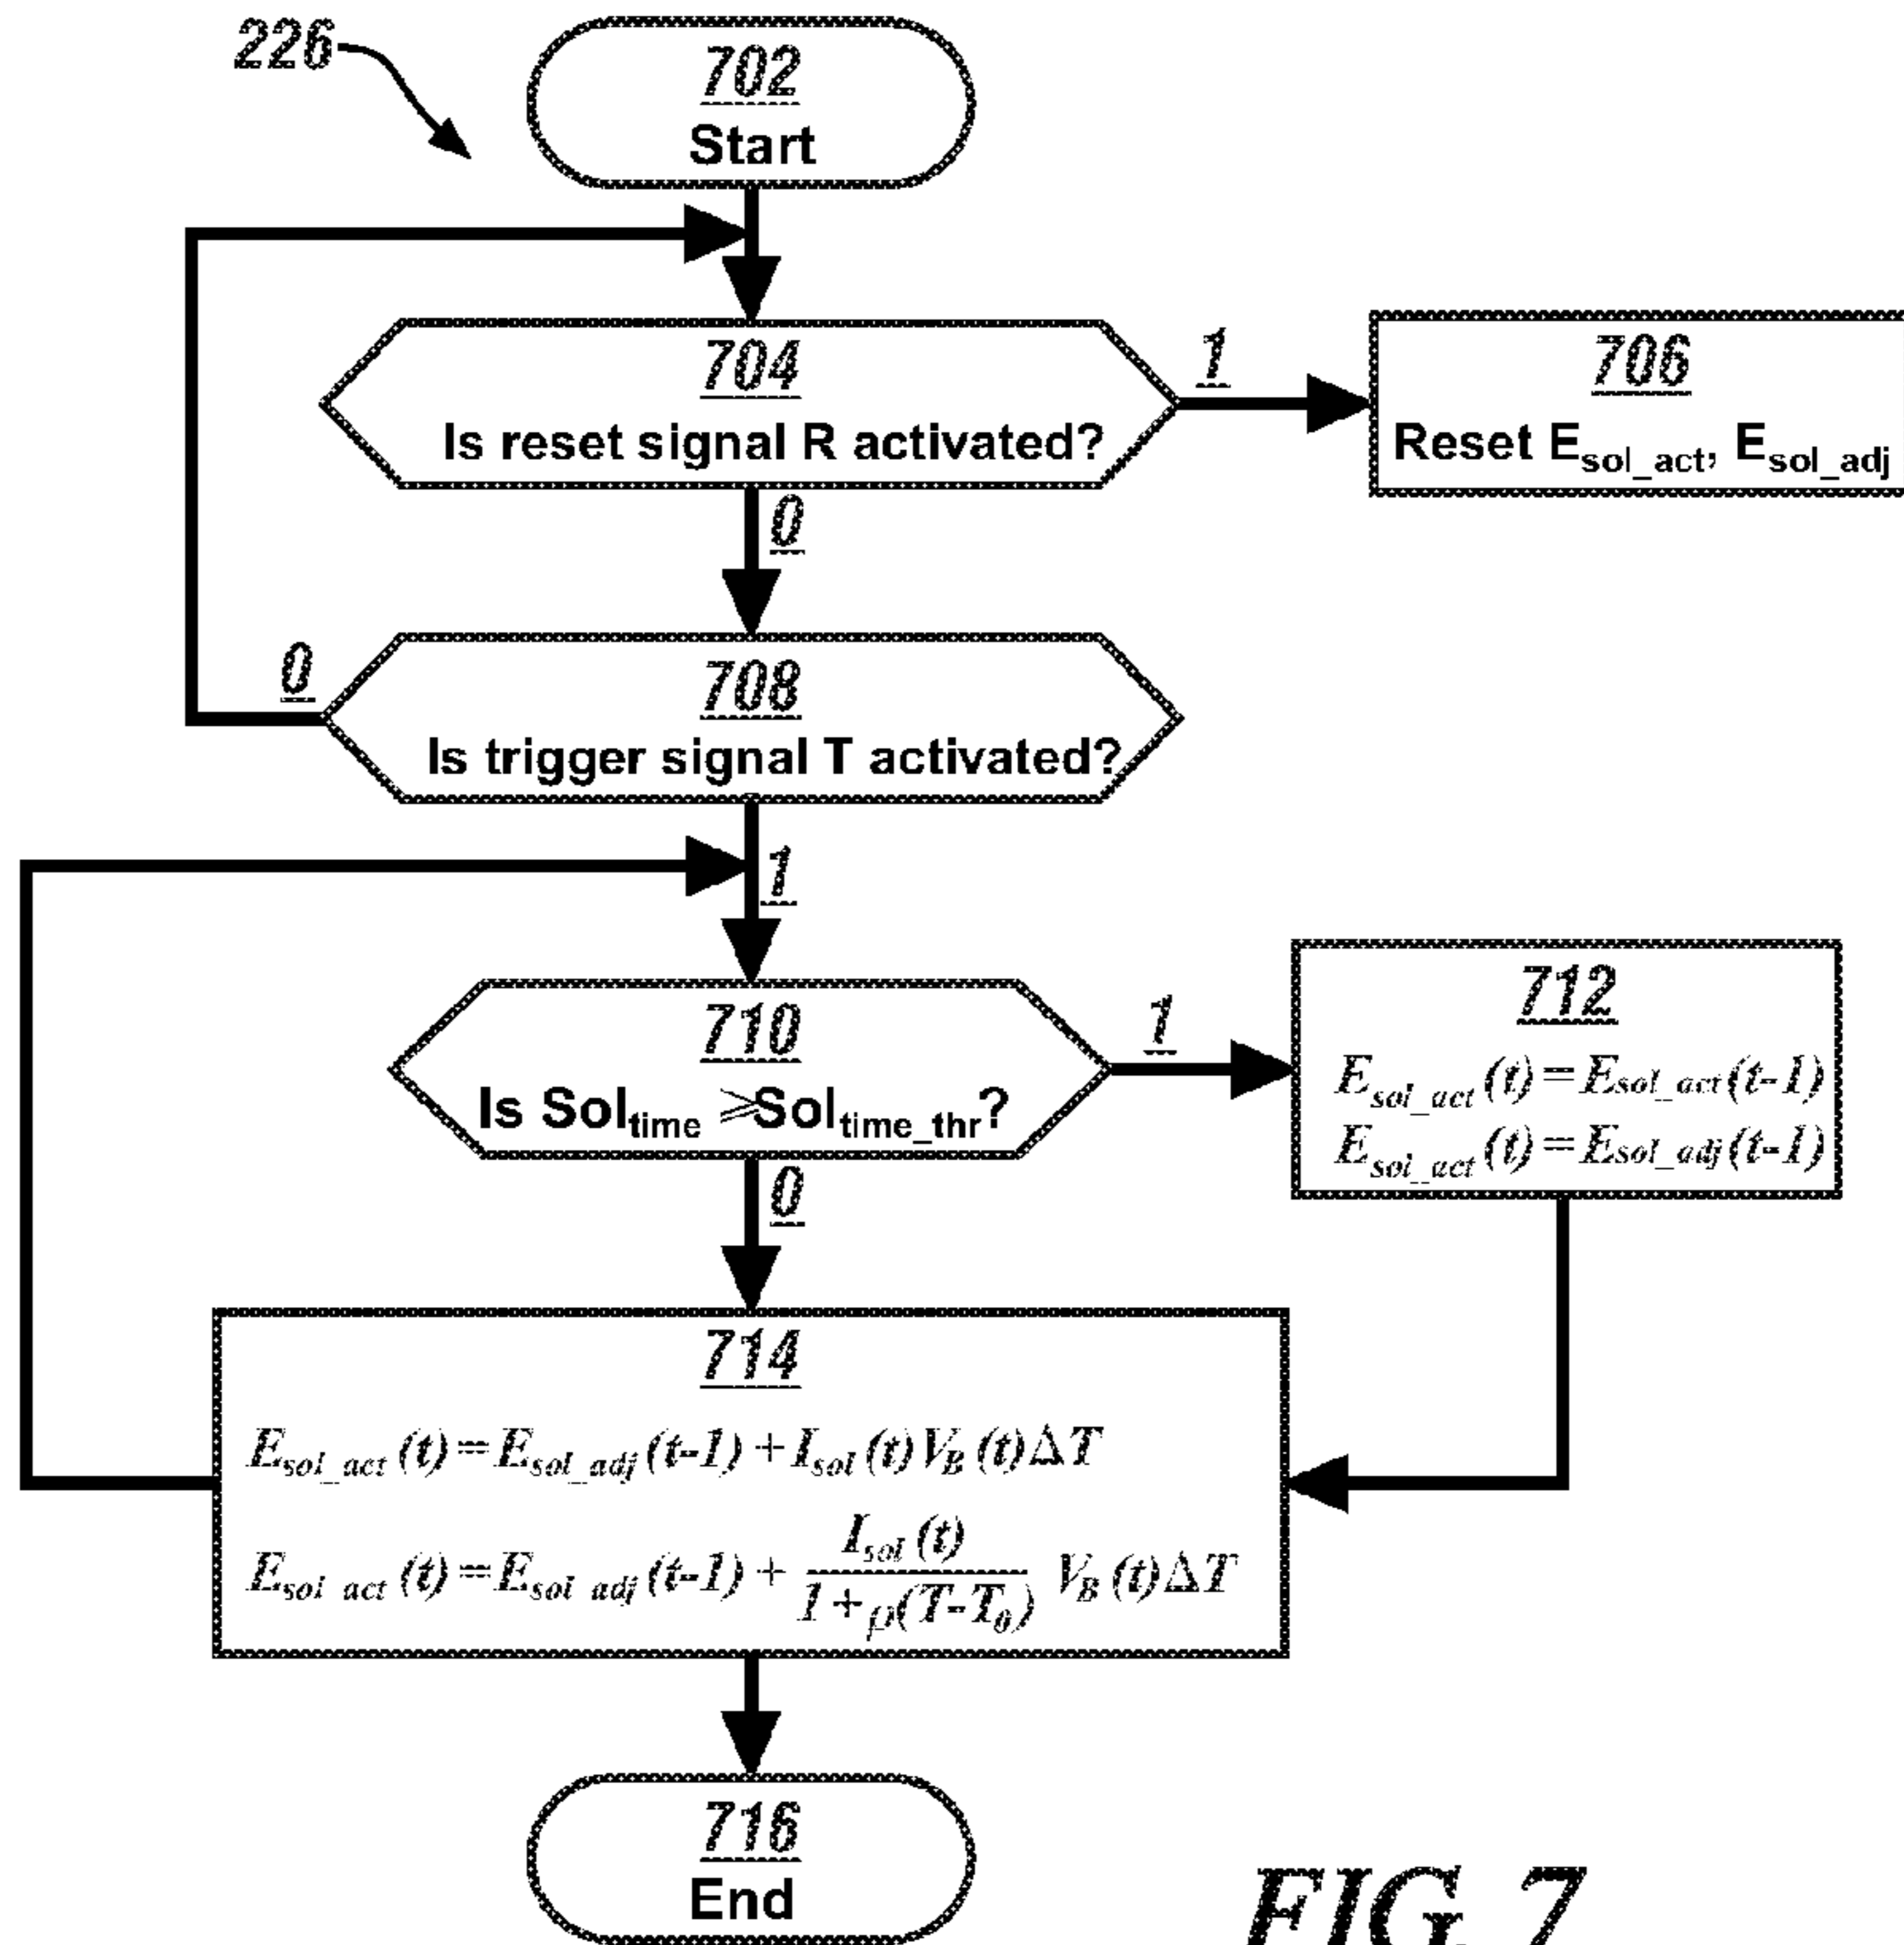 226
702
Start
704
Is reset signal R activated?
1
706
Reset E_sol_act, E_sol_adj
0
708
Is trigger signal T activated?
0
1
710
Is Sol_time ⩾Sol_time_thr?
1
712
E_sol_act (t)=E_sol_act(t-1)
E_sol_act (t)=E_sol_adj(t-1)
0
714
E_sol_act (t)=E_sol_adj (t-1)+I_sol (t)V_B (t)ΔT
E_sol_act (t)=E_sol_adj (t-1)+ I_sol (t) / 1+ρ(T-T_0) V_B (t)ΔT
716
End
FIG. 7